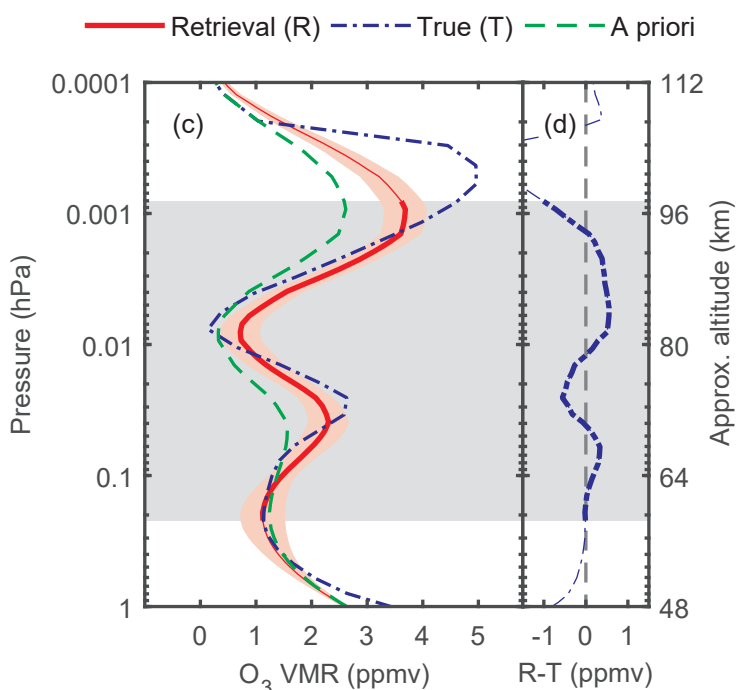 Retrieval (R) True (T) A priori
(c) (d)
0.0001 112
0.001 96
0.01 80
0.1 64
1 48
Pressure (hPa)
Approx. altitude (km)
0 1 2 3 4 5 -1 0 1
O₃ VMR (ppmv) R-T (ppmv)